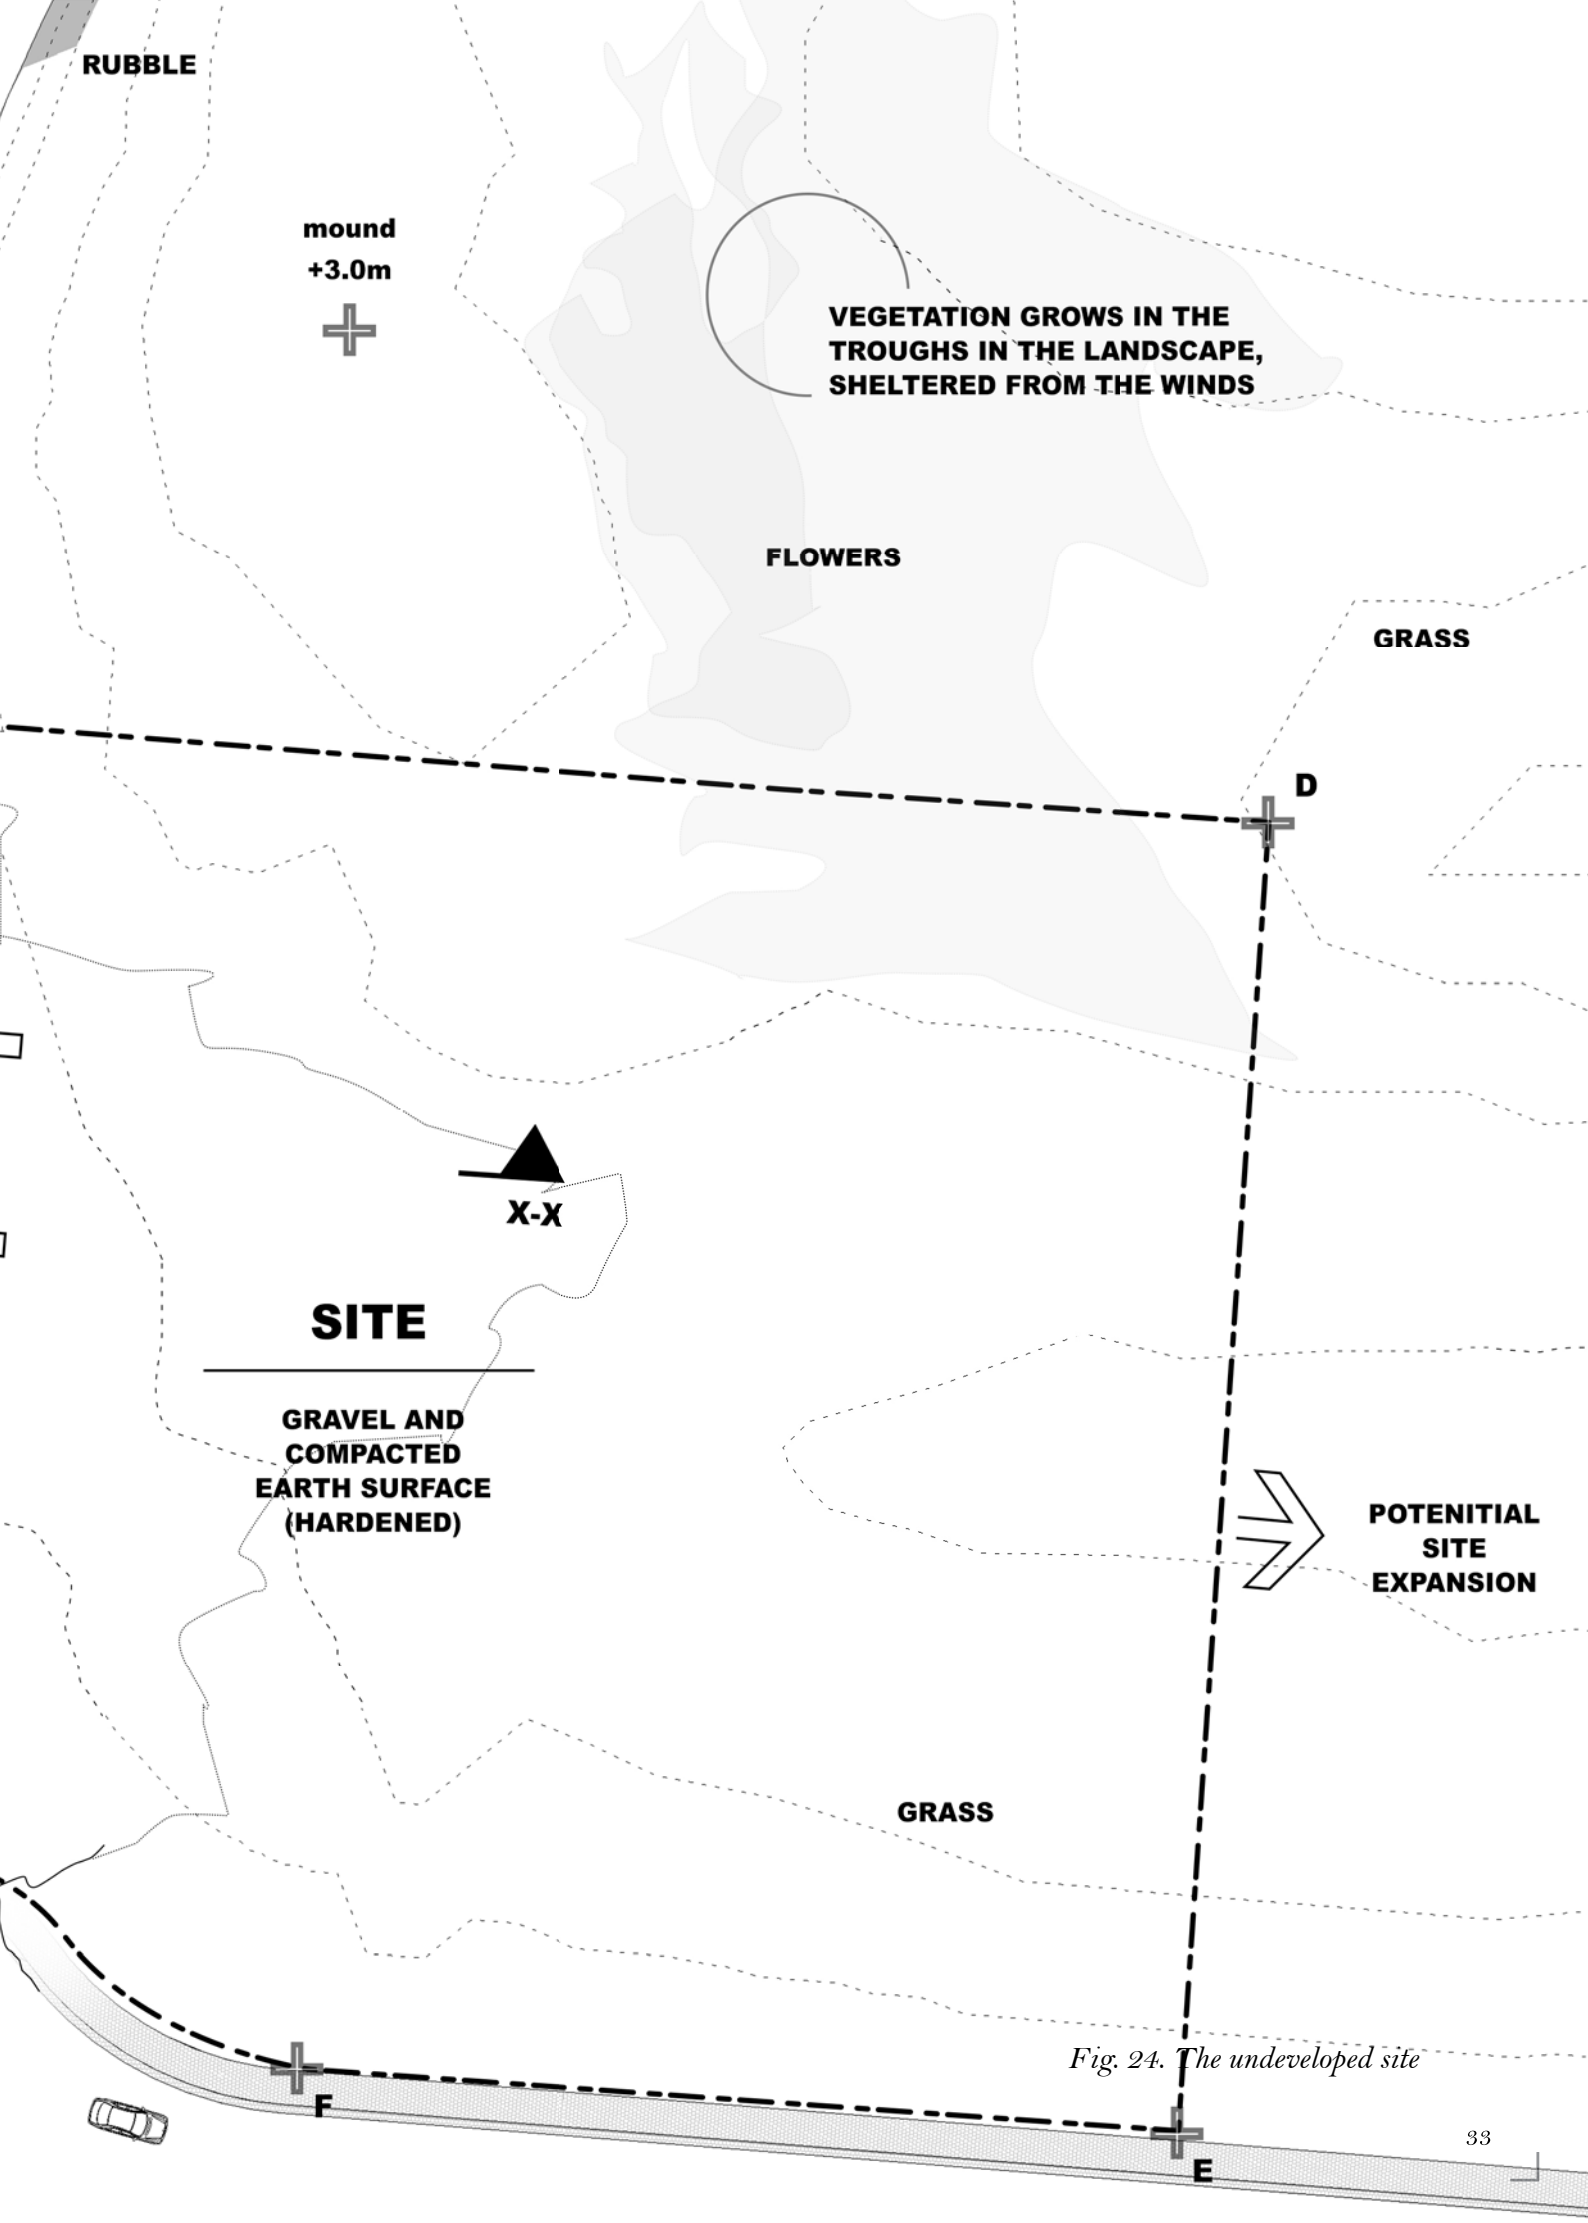 RUBBLE
mound
+3.0m
VEGETATION GROWS IN THE
TROUGHS IN THE LANDSCAPE,
SHELTERED FROM THE WINDS
FLOWERS
GRASS
D
X-X
SITE
GRAVEL AND
COMPACTED
EARTH SURFACE
(HARDENED)
POTENITIAL
SITE
EXPANSION
GRASS
Fig. 24. The undeveloped site
F
33
E